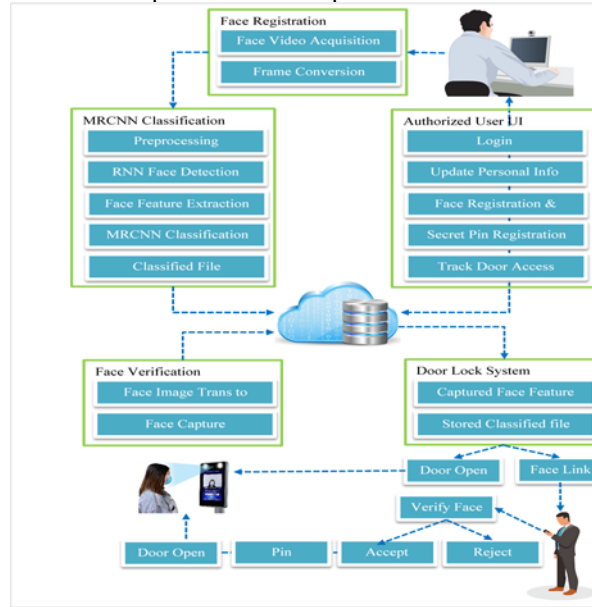 Face Registration
Face Video Acquisition
Frame Conversion
MRCNN Classification
Preprocessing
RNN Face Detection
Face Feature Extraction
MRCNN Classification
Classified File
Authorized User UI
Login
Update Personal Info
Face Registration &
Secret Pin Registration
Track Door Access
Face Verification
Face Image Trans to
Face Capture
Door Lock System
Captured Face Feature
Stored Classified file
Door Open
Face Link
Verify Face
Door Open
Pin
Accept
Reject